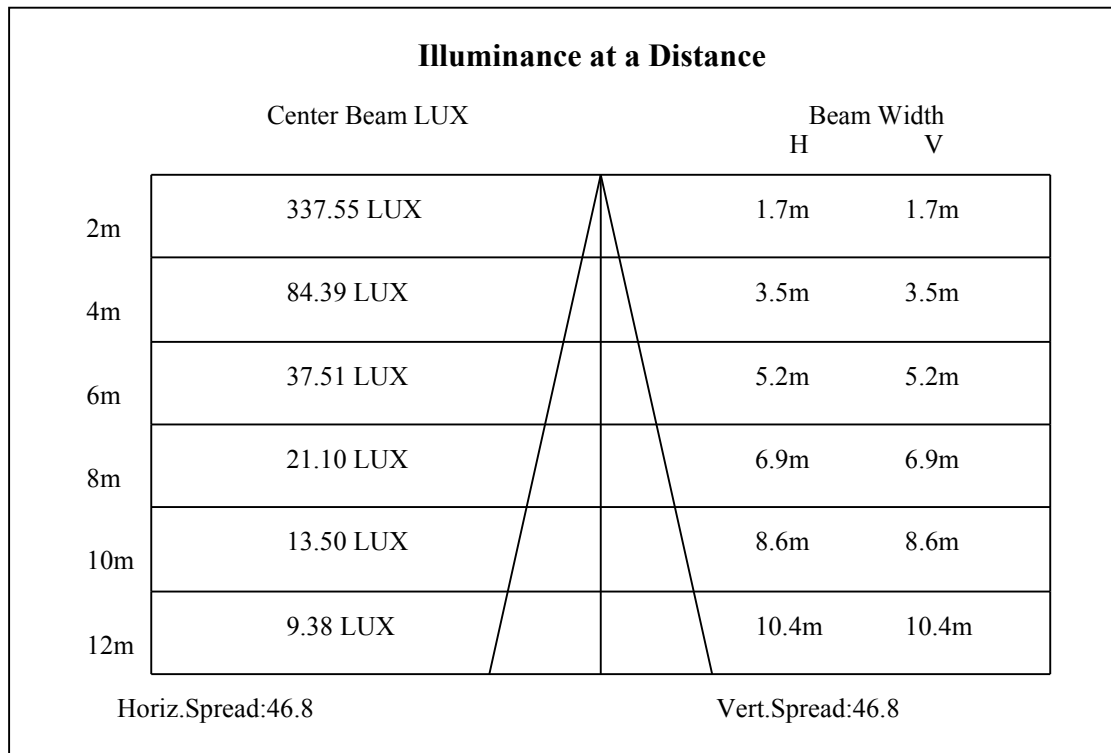 Illuminance at a Distance
Center Beam LUX Beam Width
H V
337.55 LUX 1.7m 1.7m
2m
84.39 LUX 3.5m 3.5m
4m
37.51 LUX 5.2m 5.2m
6m
21.10 LUX 6.9m 6.9m
8m
13.50 LUX 8.6m 8.6m
10m
9.38 LUX 10.4m 10.4m
12m
Horiz.Spread:46.8 Vert.Spread:46.8